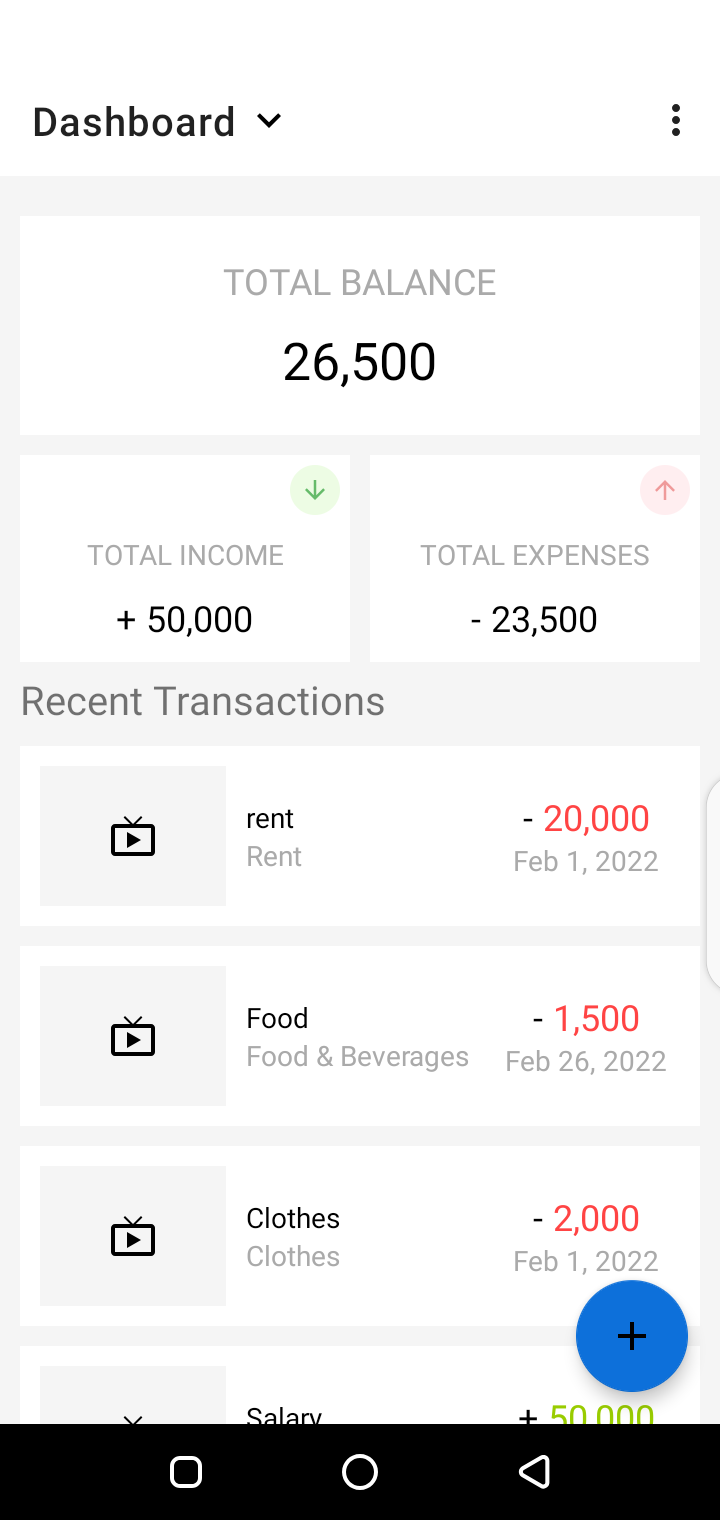 Dashboard
TOTAL BALANCE
26,500
TOTAL INCOME
+ 50,000
TOTAL EXPENSES
- 23,500
Recent Transactions
rent
Rent
- 20,000
Feb 1, 2022
Food
Food & Beverages
- 1,500
Feb 26, 2022
Clothes
Clothes
- 2,000
Feb 1, 2022
Salary
+ 50,000